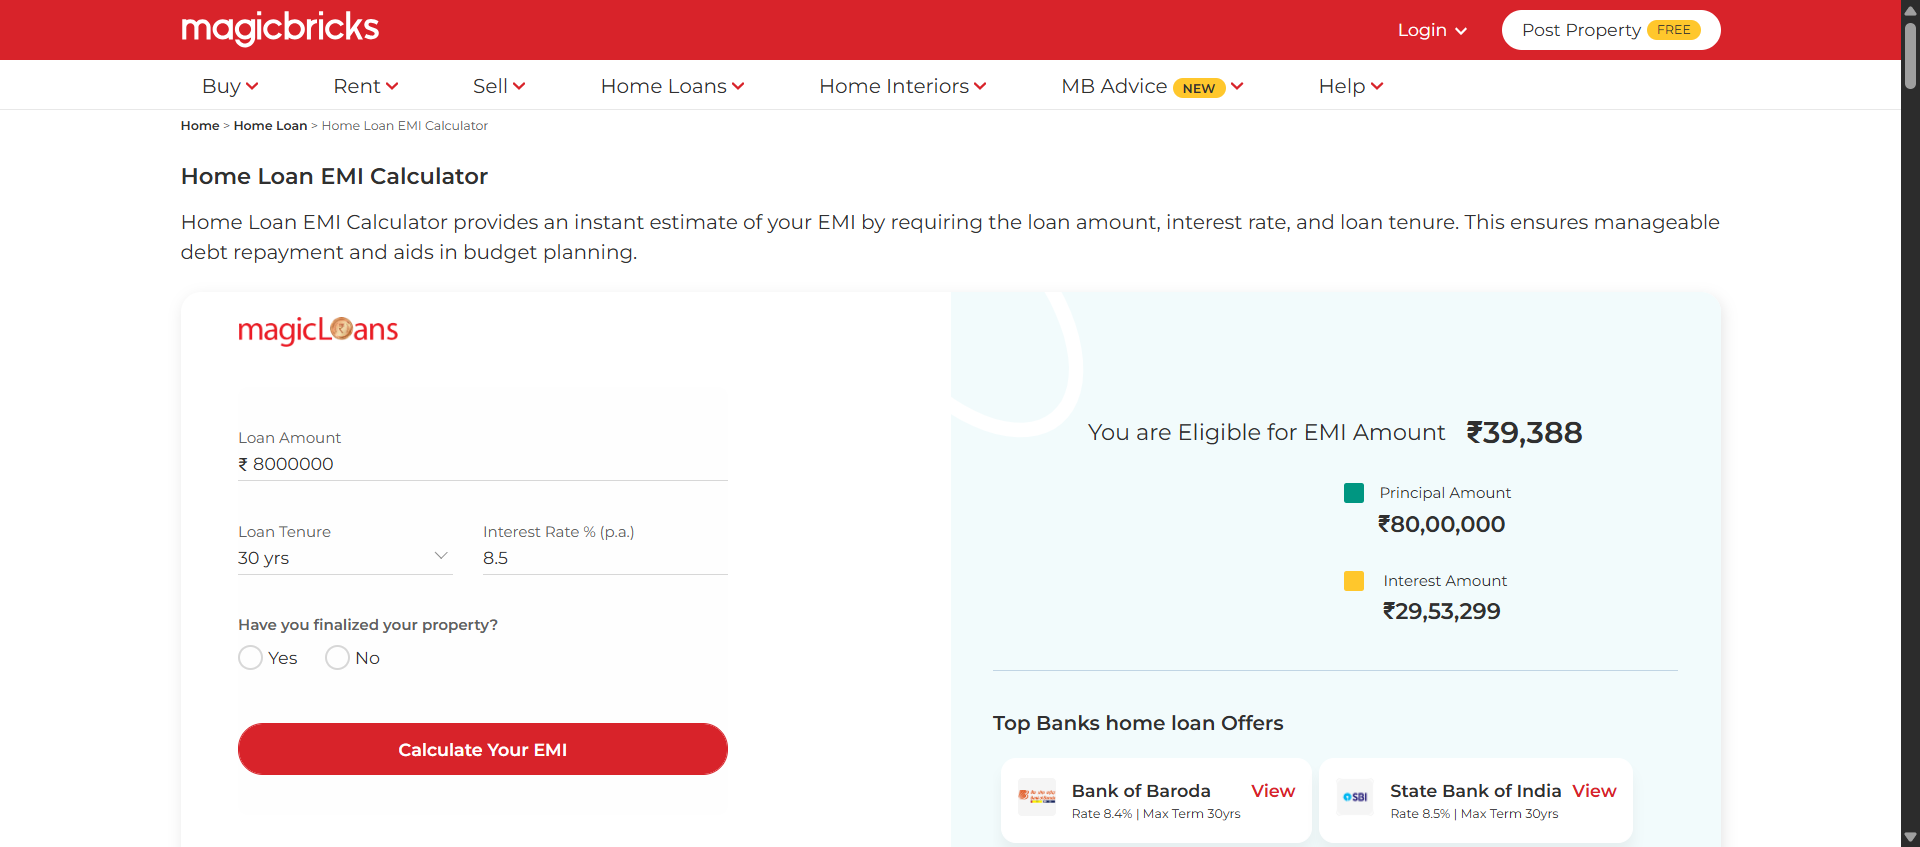 magicbricks
Login
Post Property FREE
Buy
Rent
Sell
Home Loans
Home Interiors
MB Advice NEW
Help
Home > Home Loan > Home Loan EMI Calculator
Home Loan EMI Calculator
Home Loan EMI Calculator provides an instant estimate of your EMI by requiring the loan amount, interest rate, and loan tenure. This ensures manageable
debt repayment and aids in budget planning.
magicLoans
Loan Amount
₹ 8000000
Loan Tenure
30 yrs
Interest Rate % (p.a.)
8.5
Have you finalized your property?
Yes
No
Calculate Your EMI
You are Eligible for EMI Amount ₹39,388
Principal Amount
₹80,00,000
Interest Amount
₹29,53,299
Top Banks home loan Offers
Bank of Baroda View
Rate 8.4% | Max Term 30yrs
SBI
State Bank of India View
Rate 8.5% | Max Term 30yrs